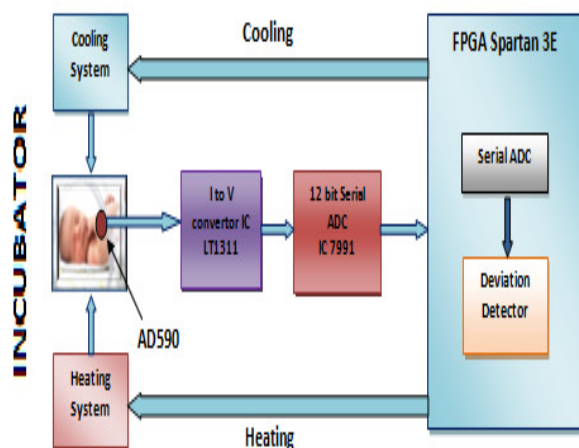 INCUBATOR
Cooling
System
Cooling
FPGA Spartan 3E
Serial ADC
I to V
convertor IC
LT1311
12 bit Serial
ADC
IC 7991
Deviation
Detector
AD590
Heating
System
Heating